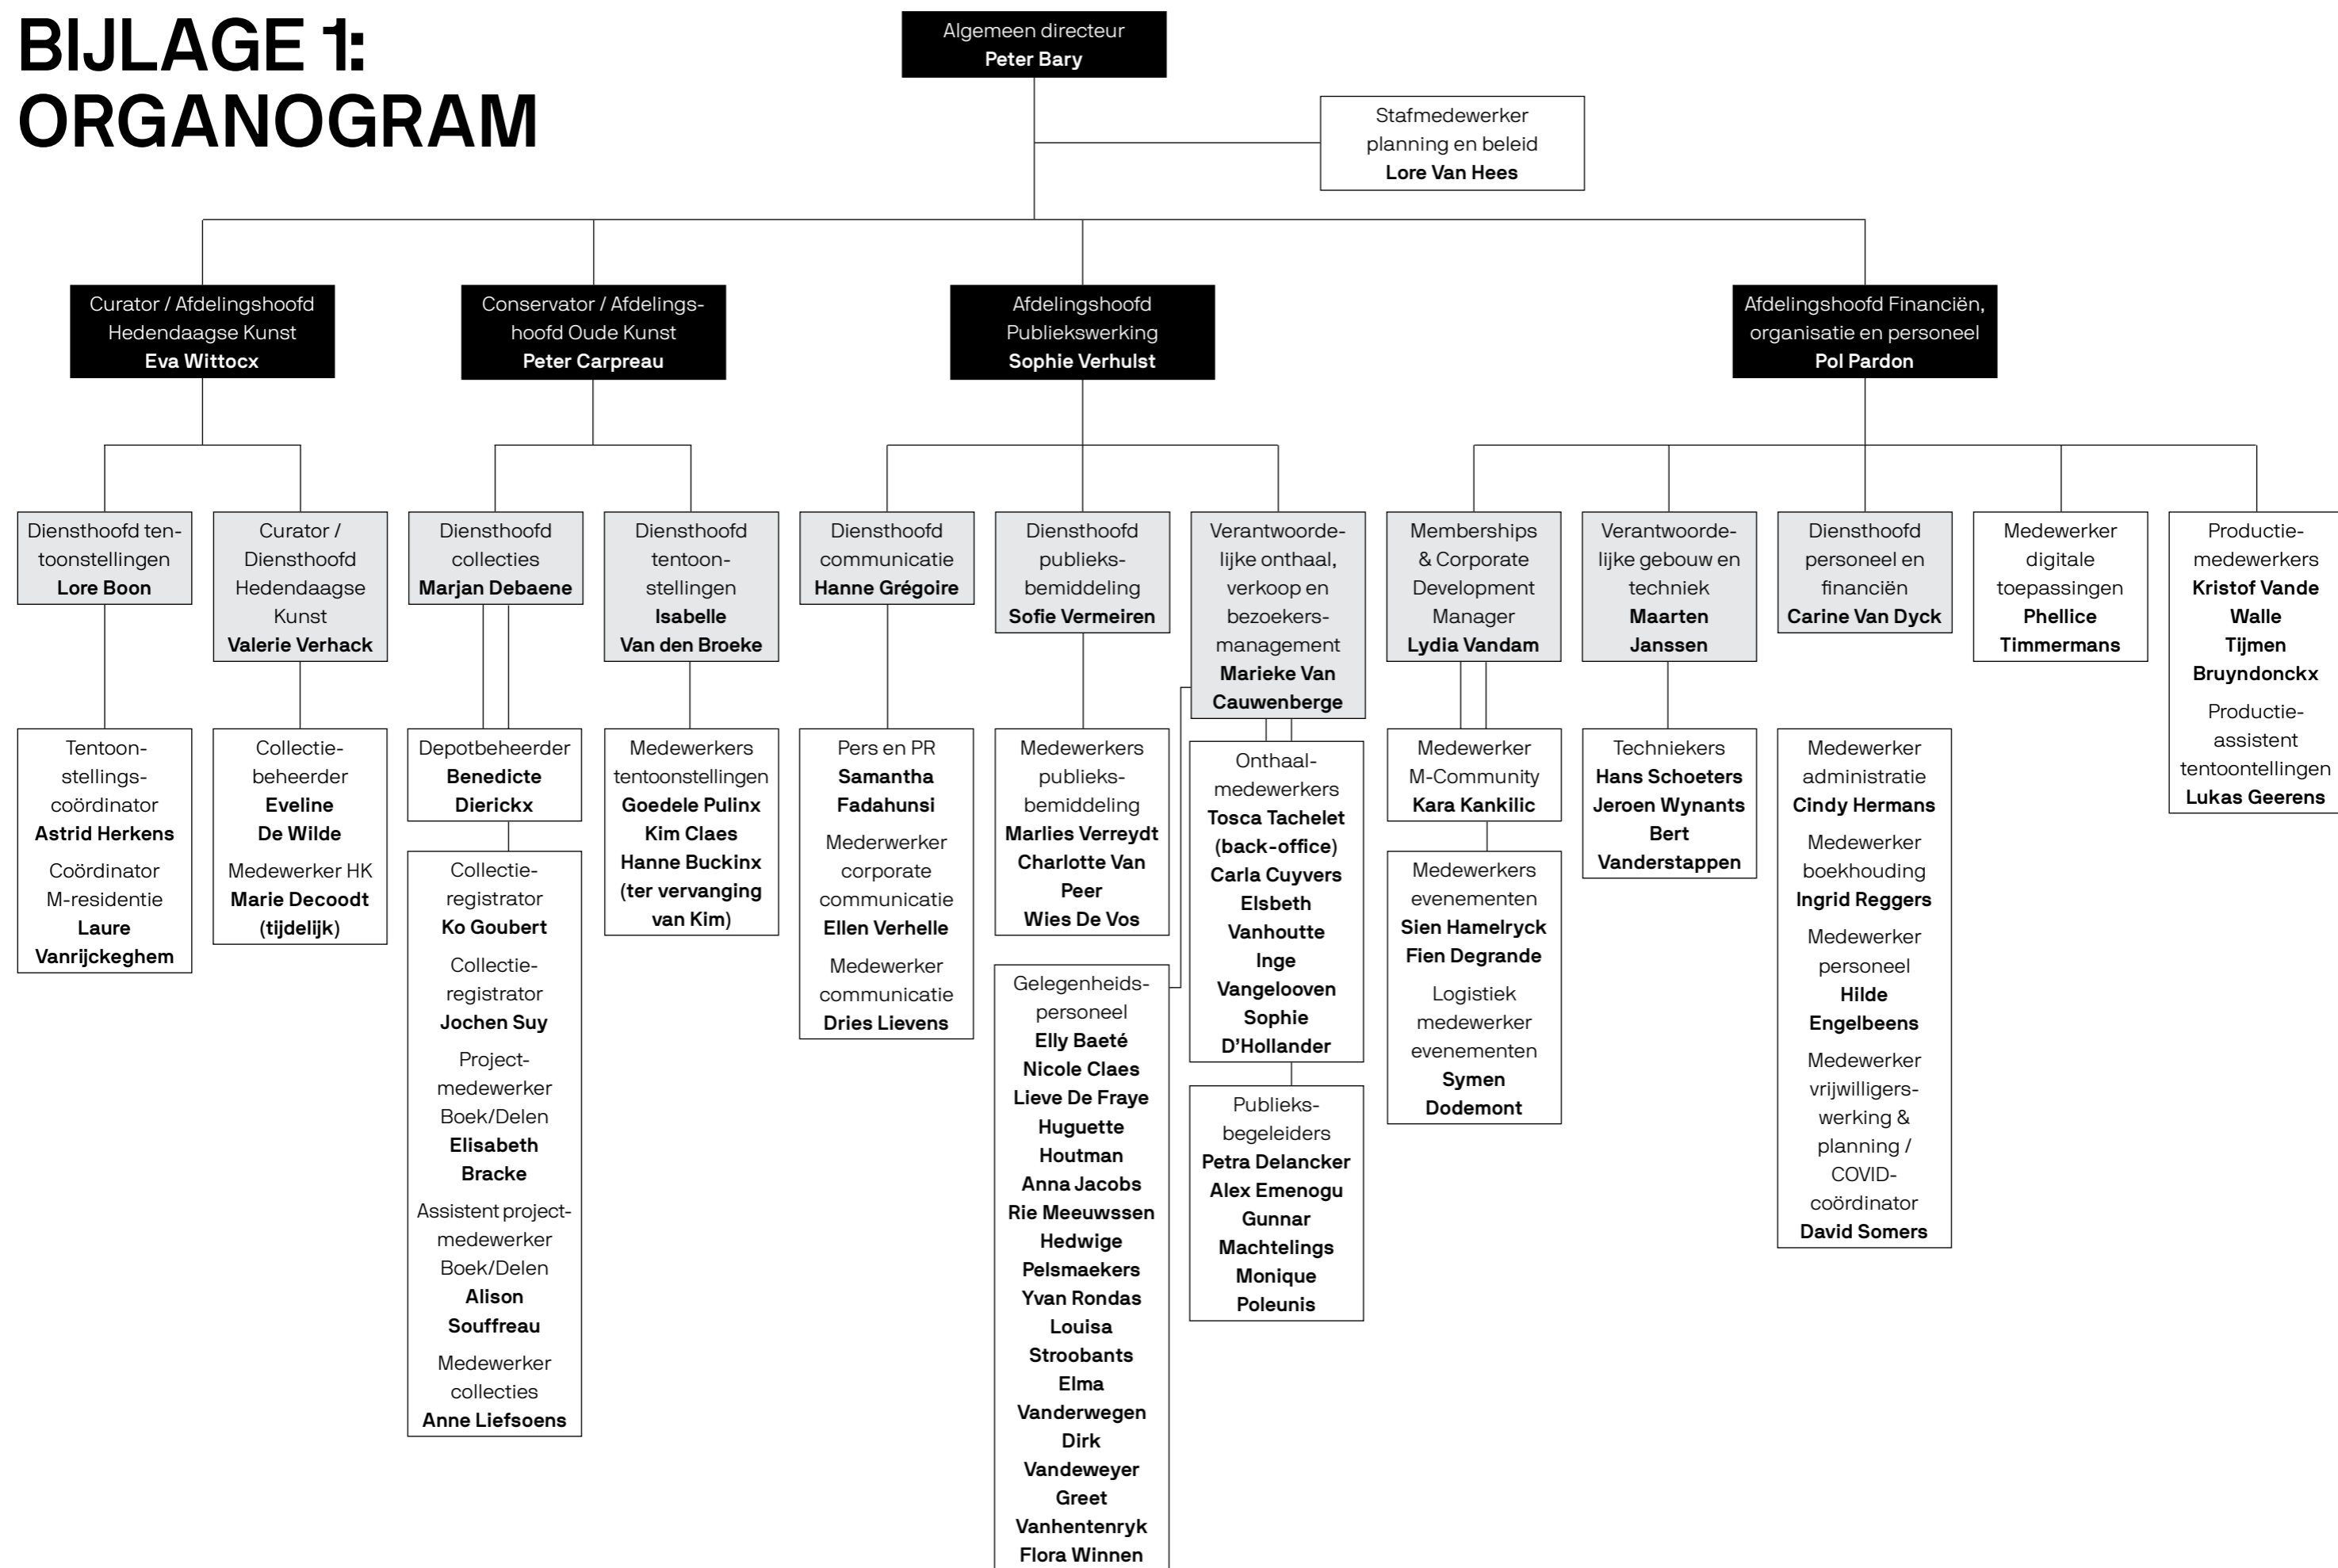 BIJLAGE 1:
ORGANOGRAM
Algemeen directeur
Peter Bary
Stafmedewerker
planning en beleid
Lore Van Hees
Curator / Afdelingshoofd
Hedendaagse Kunst
Eva Wittocx
Conservator / Afdelings-
hoofd Oude Kunst
Peter Carpreau
Afdelingshoofd
Publiekswerking
Sophie Verhulst
Afdelingshoofd Financiën,
organisatie en personeel
Pol Pardon
Diensthoofd ten-
toonstellingen
Lore Boon
Curator /
Diensthoofd
Hedendaagse
Kunst
Valerie Verhack
Diensthoofd
collecties
Marjan Debaene
Diensthoofd
tentoon-
stellingen
Isabelle
Van den Broeke
Diensthoofd
communicatie
Hanne Grégoire
Diensthoofd
publieks-
bemiddeling
Sofie Vermeiren
Verantwoorde-
lijke onthaal,
verkoop en
bezoekers-
management
Marieke Van
Cauwenberge
Memberships
& Corporate
Development
Manager
Lydia Vandam
Verantwoorde-
lijke gebouw en
techniek
Maarten
Janssen
Diensthoofd
personeel en
financiën
Carine Van Dyck
Medewerker
digitale
toepassingen
Phellice
Timmermans
Productie-
medewerkers
Kristof Vande
Walle
Tijmen
Bruyndonckx
Productie-
assistent
tentoontellingen
Lukas Geerens
Tentoon-
stellings-
coördinator
Astrid Herkens
Coördinator
M-residentie
Laure
Vanrijckeghem
Collectie-
beheerder
Eveline
De Wilde
Medewerker HK
Marie Decoodt
(tijdelijk)
Depotbeheerder
Benedicte
Dierickx
Collectie-
registrator
Ko Goubert
Collectie-
registrator
Jochen Suy
Project-
medewerker
Boek/Delen
Elisabeth
Bracke
Assistent project-
medewerker
Boek/Delen
Alison
Souffreau
Medewerker
collecties
Anne Liefsoens
Medewerkers
tentoonstellingen
Goedele Pulinx
Kim Claes
Hanne Buckinx
(ter vervanging
van Kim)
Pers en PR
Samantha
Fadahunsi
Mederwerker
corporate
communicatie
Ellen Verhelle
Medewerker
communicatie
Dries Lievens
Medewerkers
publieks-
bemiddeling
Marlies Verreydt
Charlotte Van
Peer
Wies De Vos
Gelegenheids-
personeel
Elly Baeté
Nicole Claes
Lieve De Fraye
Huguette
Houtman
Anna Jacobs
Rie Meeuwssen
Hedwige
Pelsmaekers
Yvan Rondas
Louisa
Stroobants
Elma
Vanderwegen
Dirk
Vandeweyer
Greet
Vanhentenryk
Flora Winnen
Onthaal-
medewerkers
Tosca Tachelet
(back-office)
Carla Cuyvers
Elsbeth
Vanhoutte
Inge
Vangelooven
Sophie
D’Hollander
Publieks-
begeleiders
Petra Delancker
Alex Emenogu
Gunnar
Machtelings
Monique
Poleunis
Medewerker
M-Community
Kara Kankilic
Medewerkers
evenementen
Sien Hamelryck
Fien Degrande
Logistiek
medewerker
evenementen
Symen
Dodemont
Techniekers
Hans Schoeters
Jeroen Wynants
Bert
Vanderstappen
Medewerker
administratie
Cindy Hermans
Medewerker
boekhouding
Ingrid Reggers
Medewerker
personeel
Hilde
Engelbeens
Medewerker
vrijwilligers-
werking &
planning /
COVID-
coördinator
David Somers